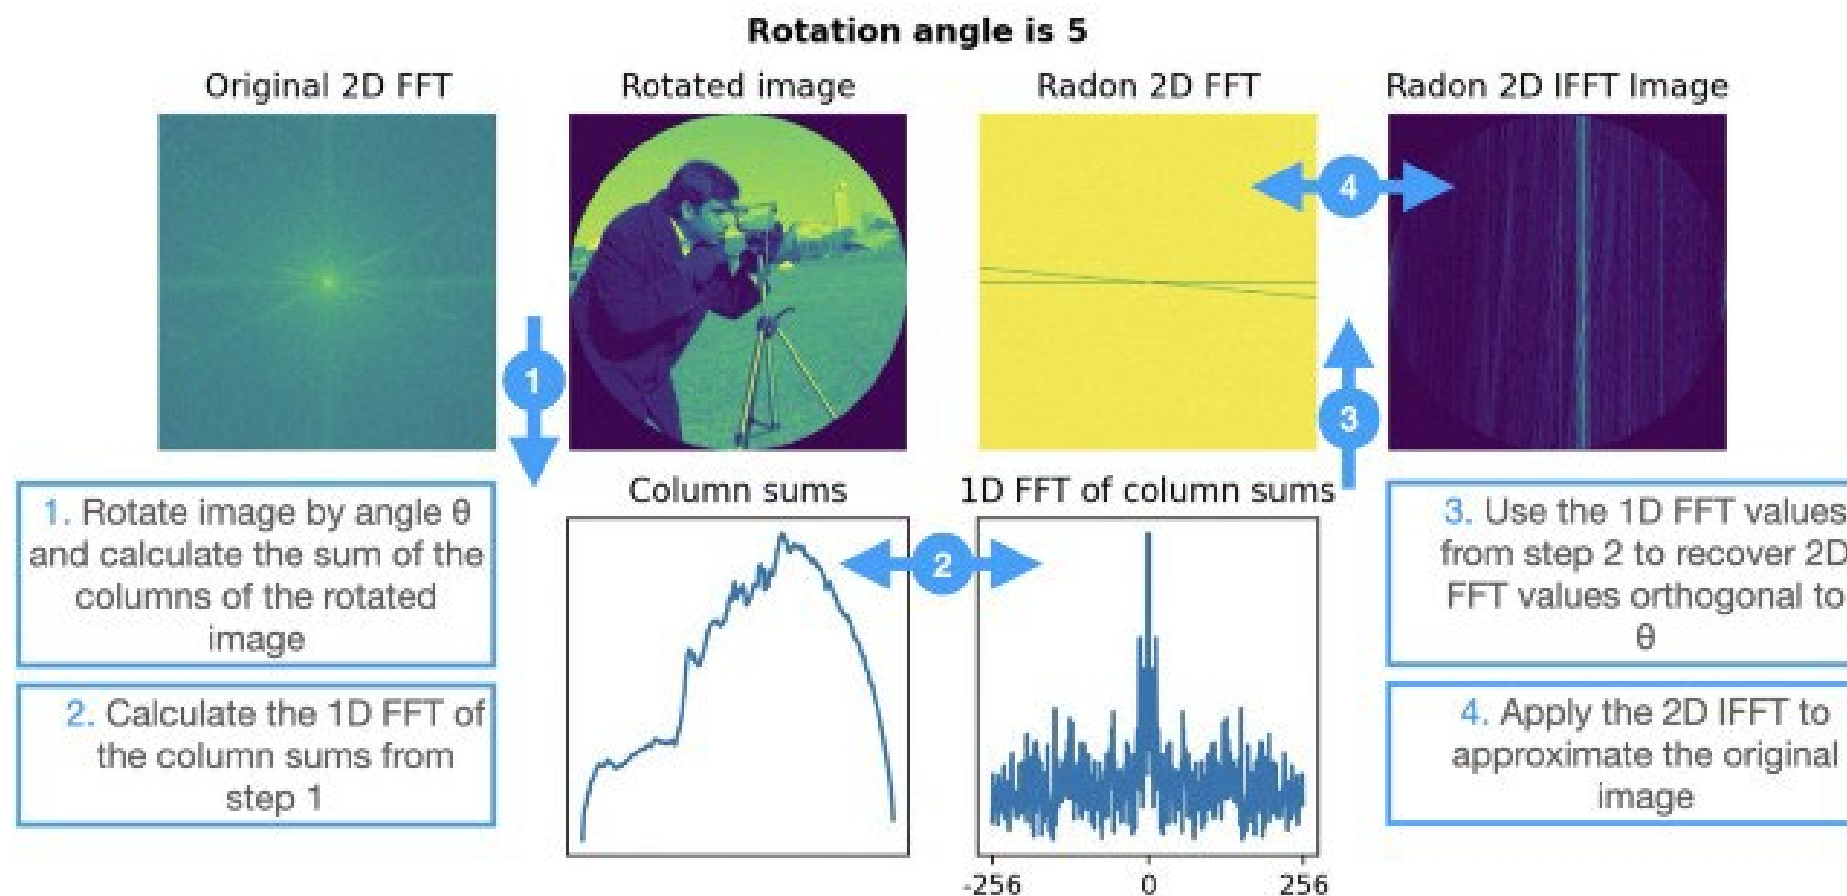 Rotation angle is 5
Original 2D FFT
Rotated image
Radon 2D FFT
Radon 2D IFFT Image
4
1
3
1. Rotate image by angle θ
and calculate the sum of the
columns of the rotated
image
2. Calculate the 1D FFT of
the column sums from
step 1
Column sums
1D FFT of column sums
2
-256
0
256
3. Use the 1D FFT values
from step 2 to recover 2D
FFT values orthogonal to
θ
4. Apply the 2D IFFT to
approximate the original
image